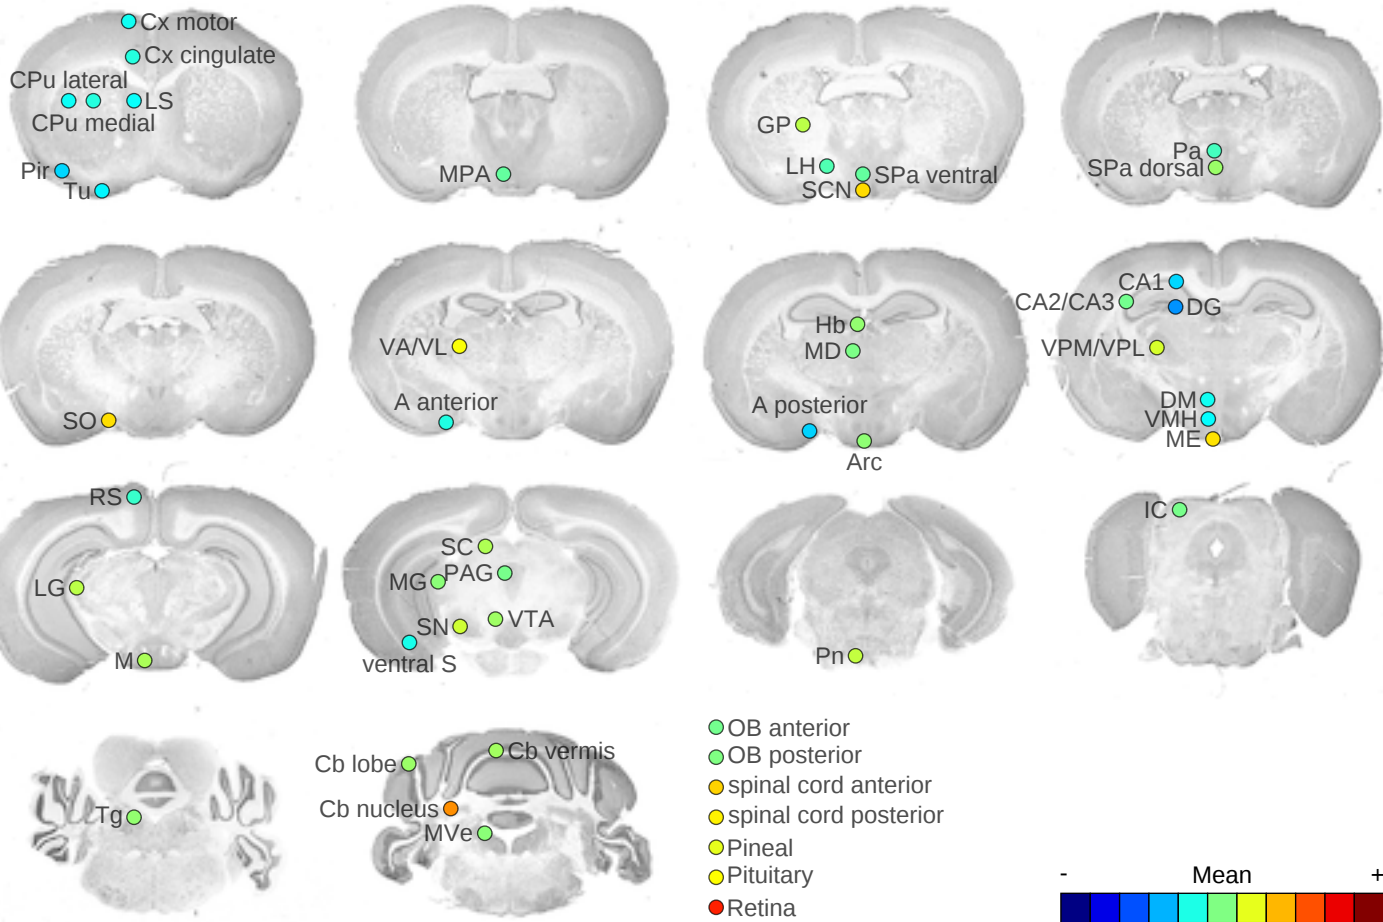 Cx motor
Cx cingulate
CPu lateral
LS
CPu medial
Pir
Tu
MPA
GP
LH
SPa ventral
SCN
Pa
SPa dorsal
SO
VA/VL
A anterior
Hb
MD
A posterior
Arc
CA1
CA2/CA3
DG
VPM/VPL
DM
VMH
ME
RS
LG
M
SC
MG
PAG
SN
VTA
ventral S
Pn
IC
Tg
Cb lobe
Cb vermis
Cb nucleus
MVe
OB anterior
OB posterior
spinal cord anterior
spinal cord posterior
Pineal
Pituitary
Retina
- Mean +